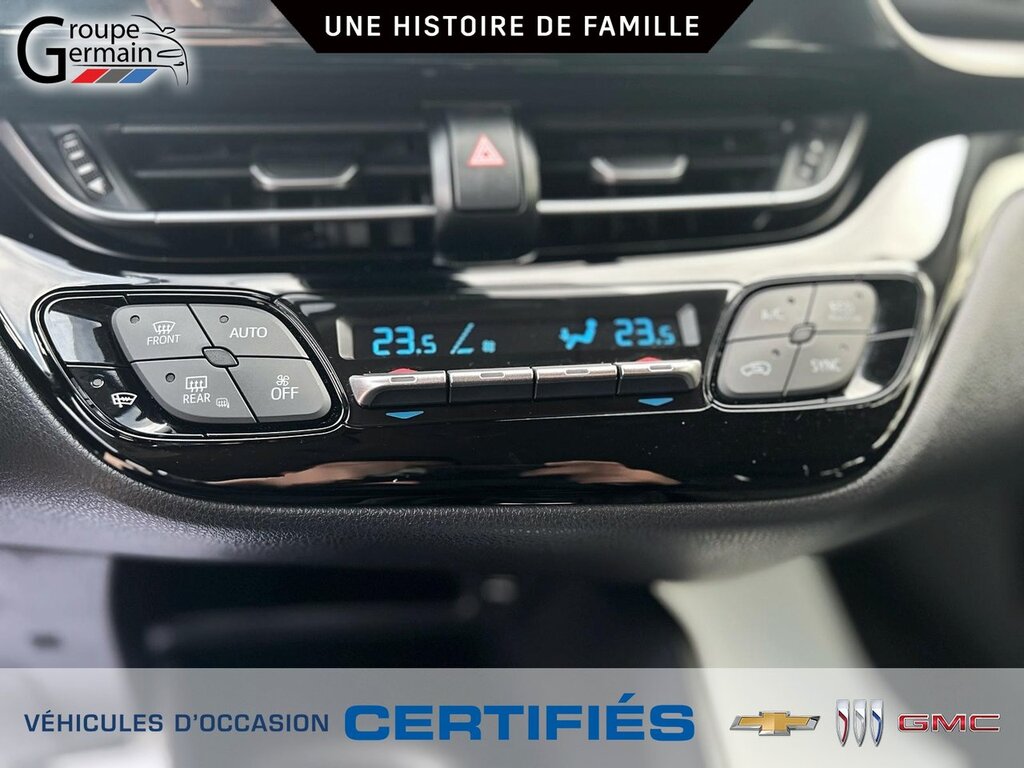 Groupe
Germain
UNE HISTOIRE DE FAMILLE
23.5
23.5
FRONT
AUTO
A/C
REAR
OFF
SYNC
VÉHICULES D'OCCASION CERTIFIÉS
GMC